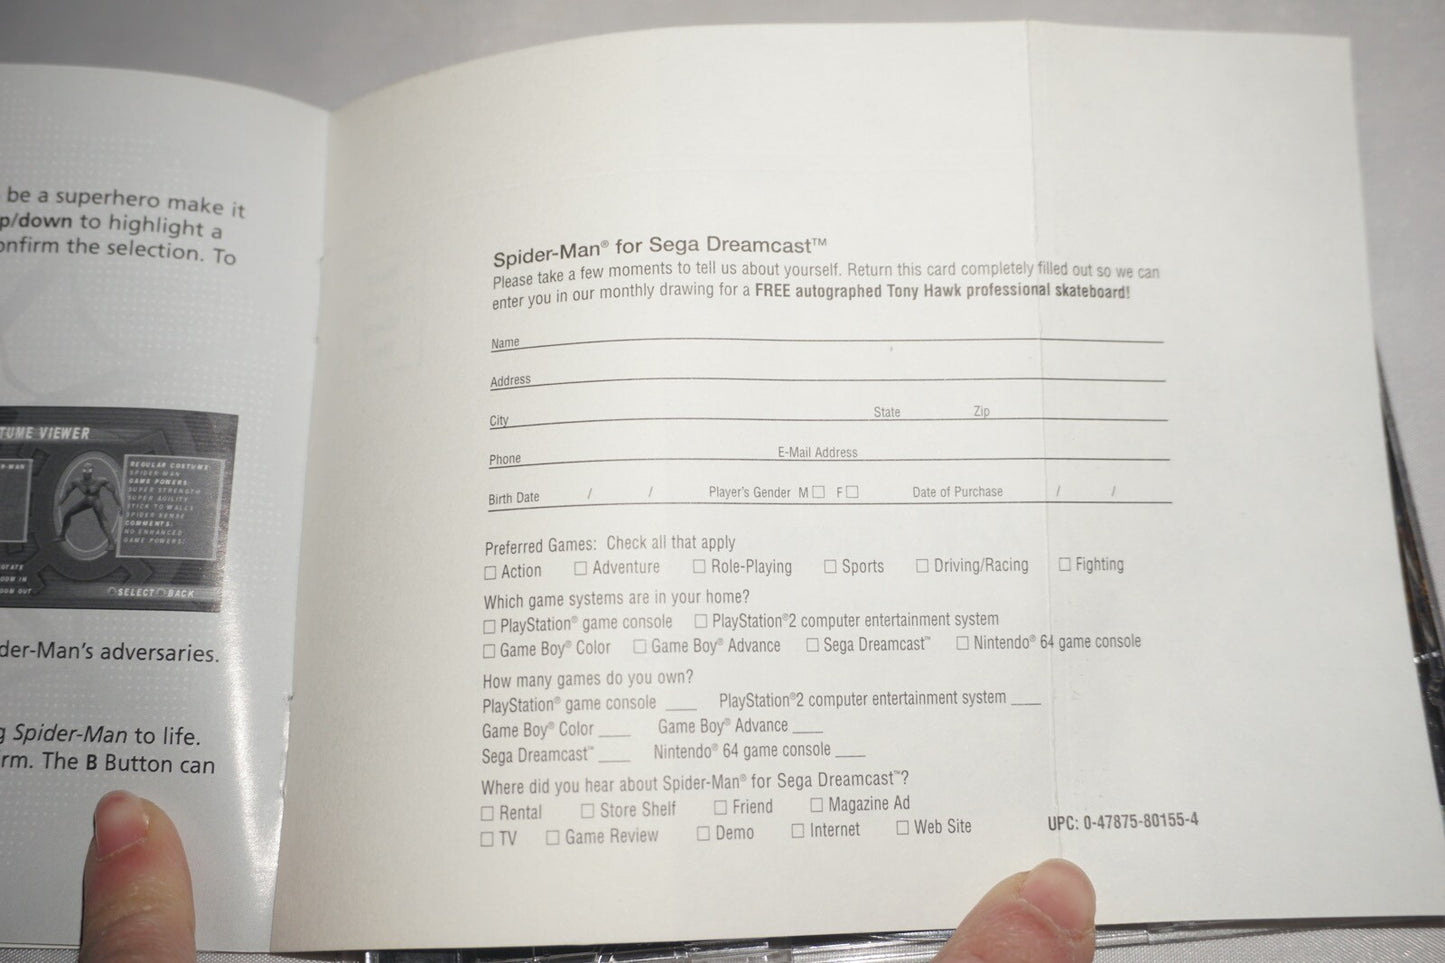 be a superhero make it
p/down to highlight a
onfirm the selection. To
TUME VIEWER
REGULAR COSTUME:
SPIDER-MAN
GAME POWERS:
SUPER STRENGTH
SUPER AGILITY
STICK TO WALLS
SPIDER SENSE
COMMENTS:
NO ENHANCED
GAME POWERS.
SELECT BACK
der-Man's adversaries.
g Spider-Man to life.
rm. The B Button can
Spider-Man® for Sega Dreamcast™
Please take a few moments to tell us about yourself. Return this card completely filled out so we can
enter you in our monthly drawing for a FREE autographed Tony Hawk professional skateboard!
Name
Address
City State Zip
Phone E-Mail Address
Birth Date / / Player's Gender M☐ F☐ Date of Purchase / /
Preferred Games: Check all that apply
☐ Action ☐ Adventure ☐ Role-Playing ☐ Sports ☐ Driving/Racing ☐ Fighting
Which game systems are in your home?
☐ PlayStation® game console ☐ PlayStation®2 computer entertainment system
☐ Game Boy® Color ☐ Game Boy® Advance ☐ Sega Dreamcast™ ☐ Nintendo® 64 game console
How many games do you own?
PlayStation® game console ____ PlayStation®2 computer entertainment system ____
Game Boy® Color ____ Game Boy® Advance ____
Sega Dreamcast™ ____ Nintendo® 64 game console ____
Where did you hear about Spider-Man® for Sega Dreamcast™?
☐ Rental ☐ Store Shelf ☐ Friend ☐ Magazine Ad
☐ TV ☐ Game Review ☐ Demo ☐ Internet ☐ Web Site
UPC: 0-47875-80155-4